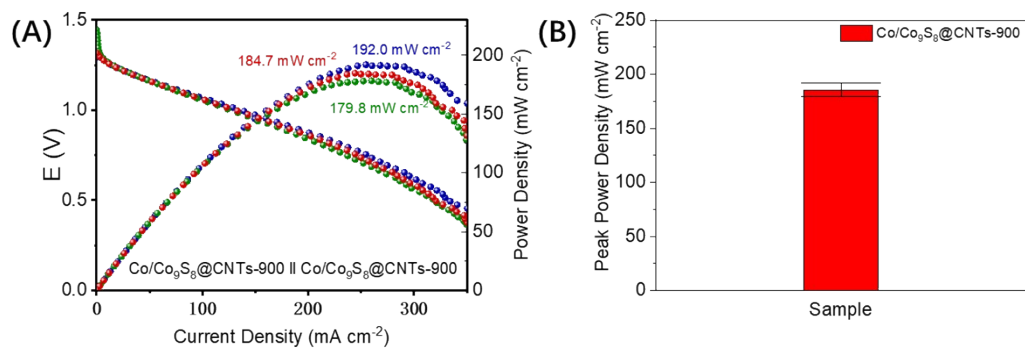 (A)
1.5
1.0
0.5
0.0
E (V)
0
100
200
300
Current Density (mA cm⁻²)
200
150
100
50
0
Power Density (mW cm⁻²)
192.0 mW cm⁻²
184.7 mW cm⁻²
179.8 mW cm⁻²
Co/Co₉S₈@CNTs-900 ll Co/Co₉S₈@CNTs-900
(B)
Co/Co₉S₈@CNTs-900
250
200
150
100
50
0
Peak Power Density (mW cm⁻²)
Sample